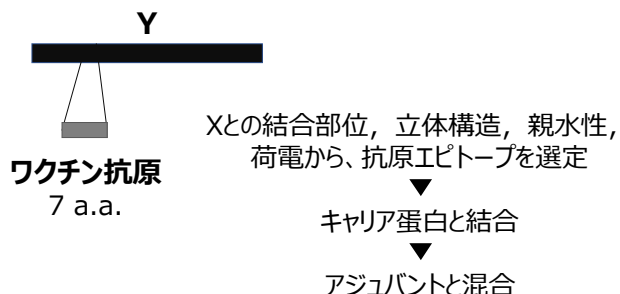 Y
ワクチン抗原
7 a.a.
Xとの結合部位，立体構造，親水性，
荷電から、抗原エピトープを選定
▼
キャリア蛋白と結合
▼
アジュバントと混合